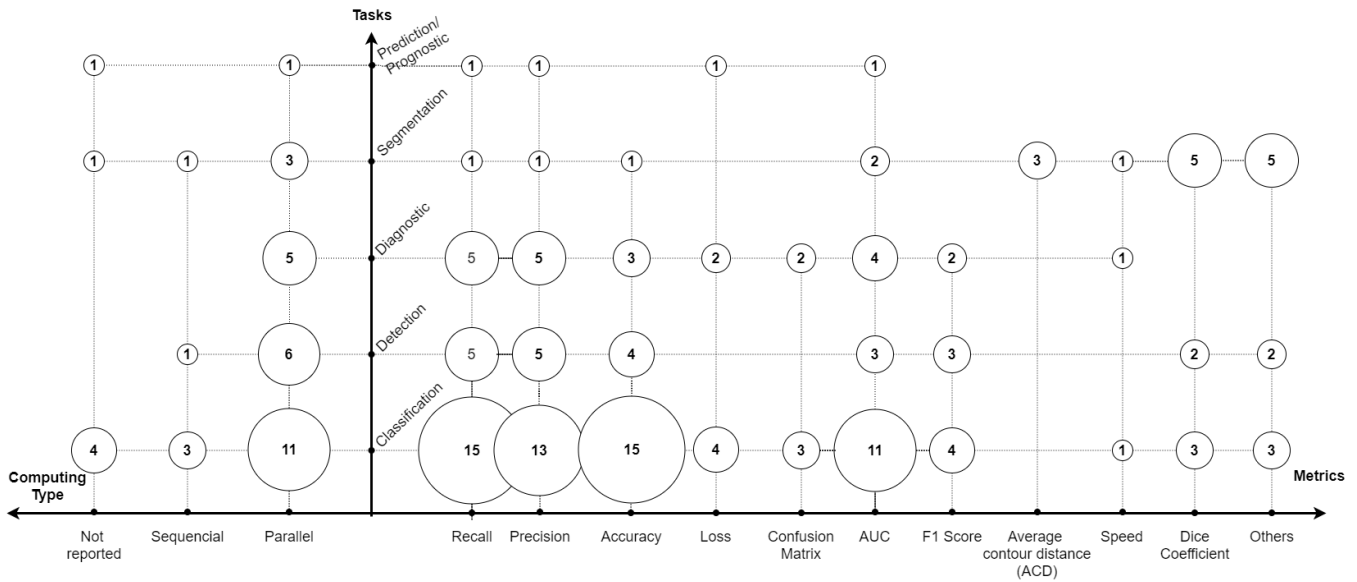 Tasks
Prediction/
Prognostic
1 1 1 1 1 1
Segmentation
1 1 3 1 1 1 2 3 1 5 5
Diagnostic
5 5 5 3 2 2 4 2 1
Detection
1 6 5 5 4 3 3 2 2
Classification
4 3 11 15 13 15 4 3 11 4 1 3 3
Computing
Type
Metrics
Not
reported
Sequencial
Parallel
Recall
Precision
Accuracy
Loss
Confusion
Matrix
AUC
F1 Score
Average
contour distance
(ACD)
Speed
Dice
Coefficient
Others